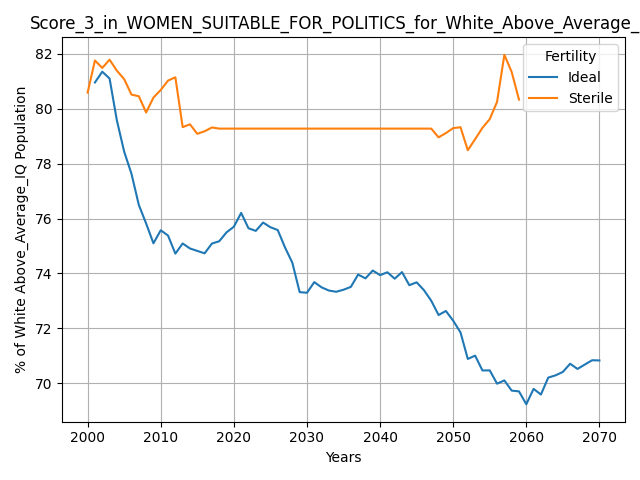 Score_3_in_WOMEN_SUITABLE_FOR_POLITICS_for_White_Above_Average_
Fertility
Ideal
Sterile
% of White Above_Average_IQ Population
82
80
78
76
74
72
70
2000 2010 2020 2030 2040 2050 2060 2070
Years